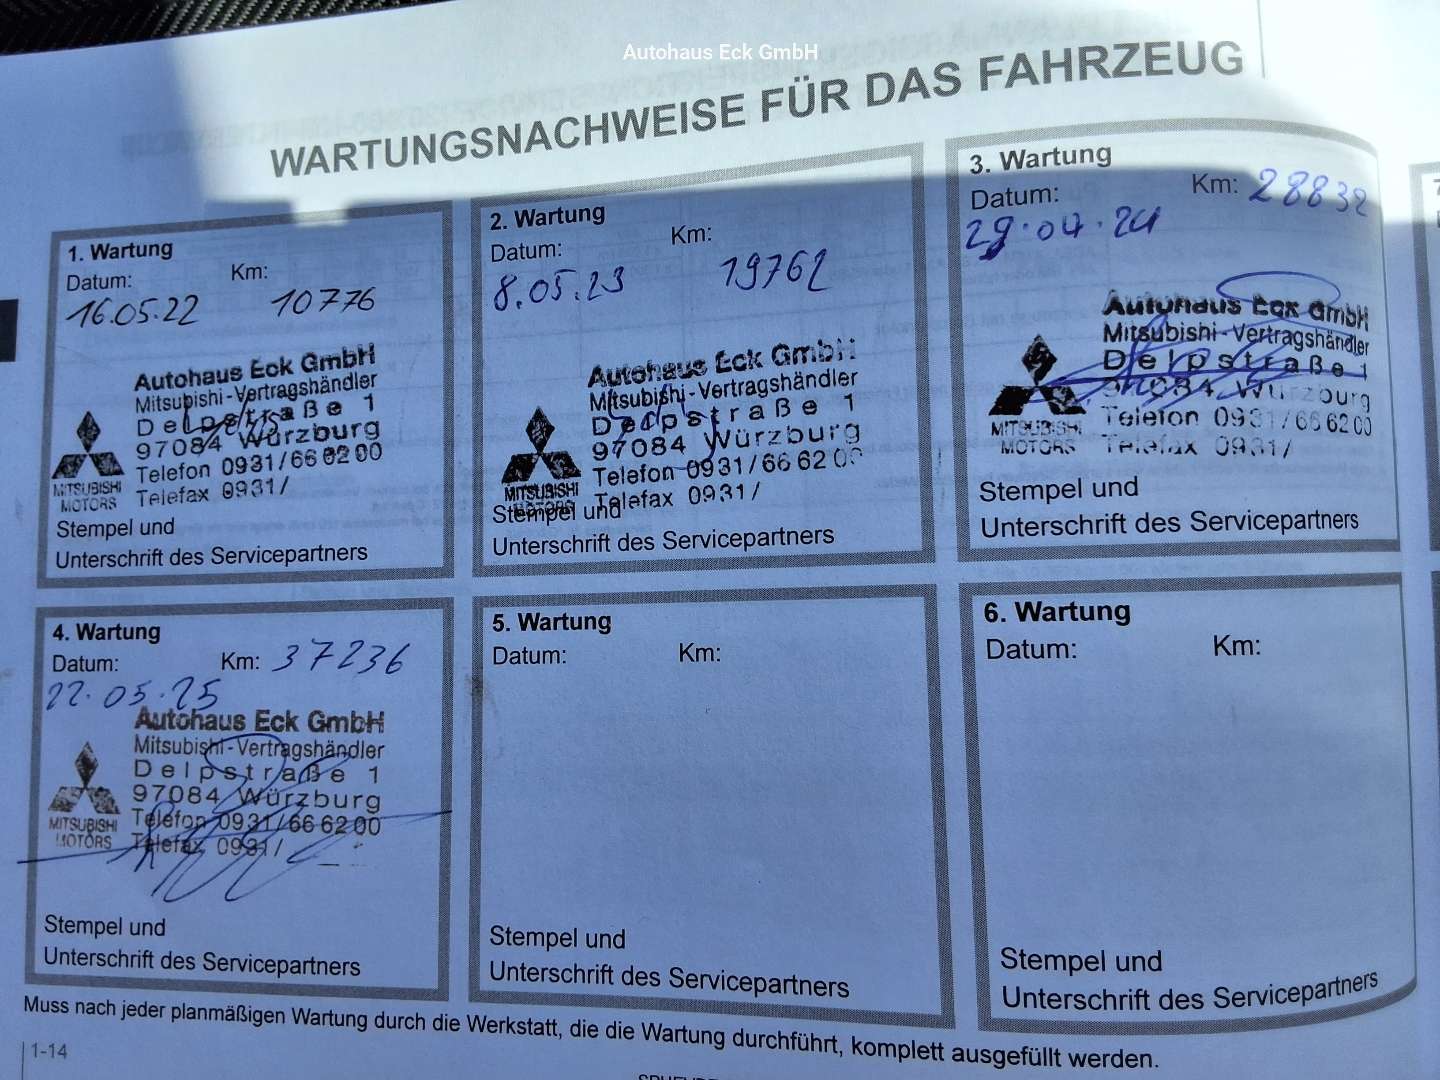 Autohaus Eck GmbH
WARTUNGSNACHWEISE FÜR DAS FAHRZEUG
1. Wartung
Datum: Km:
16.05.22 10776
Autohaus Eck GmbH
Mitsubishi-Vertragshändler
Delpstraße 1
97084 Würzburg
Telefon 0931/66 62 00
Telefax 0931/
MITSUBISHI
MOTORS
Stempel und
Unterschrift des Servicepartners
2. Wartung
Datum: Km:
8.05.23 19762
Autohaus Eck GmbH
Mitsubishi-Vertragshändler
Delpstraße 1
97084 Würzburg
Telefon 0931/66 62 00
Telefax 0931/
MITSUBISHI
MOTORS
Stempel und
Unterschrift des Servicepartners
3. Wartung
Datum: Km: 28832
29.04.24
Autohaus Eck GmbH
Mitsubishi-Vertragshändler
Delpstraße 1
97084 Würzburg
Telefon 0931/66 62 00
Telefax 0931/
MITSUBISHI
MOTORS
Stempel und
Unterschrift des Servicepartners
4. Wartung
Datum: Km: 37236
22.05.25
Autohaus Eck GmbH
Mitsubishi-Vertragshändler
Delpstraße 1
97084 Würzburg
Telefon 0931/66 62 00
Telefax 0931/
MITSUBISHI
MOTORS
Stempel und
Unterschrift des Servicepartners
5. Wartung
Datum: Km:
Stempel und
Unterschrift des Servicepartners
6. Wartung
Datum: Km:
Stempel und
Unterschrift des Servicepartners
Muss nach jeder planmäßigen Wartung durch die Werkstatt, die die Wartung durchführt, komplett ausgefüllt werden.
1-14